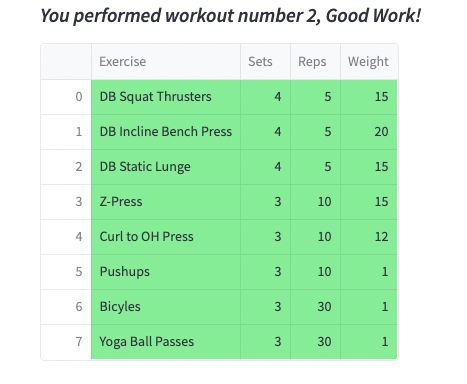 You performed workout number 2, Good Work!
Exercise Sets Reps Weight
0 DB Squat Thrusters 4 5 15
1 DB Incline Bench Press 4 5 20
2 DB Static Lunge 4 5 15
3 Z-Press 3 10 15
4 Curl to OH Press 3 10 12
5 Pushups 3 10 1
6 Bicyles 3 30 1
7 Yoga Ball Passes 3 30 1